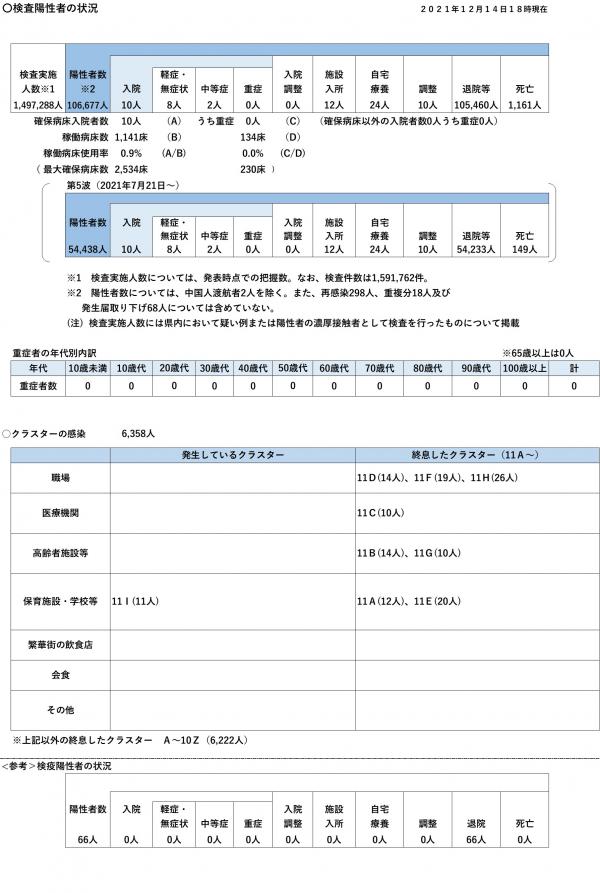 〇検査陽性者の状況 2021年12月14日18時現在
検査実施人数※1 陽性者数※2 入院 軽症・無症状 中等症 重症 入院調整 施設入所 自宅療養 調整 退院等 死亡
1,497,288人 106,677人 10人 8人 2人 0人 0人 12人 24人 10人 105,460人 1,161人
確保病床入院者数 10人 (A) うち重症 0人 (C) (確保病床以外の入院者数0人うち重症0人)
稼働病床数 1,141床 (B) 134床 (D)
稼働病床使用率 0.9% (A/B) 0.0% (C/D)
(最大確保病床数 2,534床 230床 )
第5波(2021年7月21日～)
陽性者数 入院 軽症・無症状 中等症 重症 入院調整 施設入所 自宅療養 調整 退院等 死亡
54,438人 10人 8人 2人 0人 0人 12人 24人 10人 54,233人 149人
※1 検査実施人数については、発表時点での把握数。なお、検査件数は1,591,762件。
※2 陽性者数については、中国人渡航者2人を除く。また、再感染298人、重複分18人及び
発生届取り下げ68人については含めていない。
(注) 検査実施人数には県内において疑い例または陽性者の濃厚接触者として検査を行ったものについて掲載
重症者の年代別内訳 ※65歳以上は0人
年代 10歳未満 10歳代 20歳代 30歳代 40歳代 50歳代 60歳代 70歳代 80歳代 90歳代 100歳以上 計
重症者数 0 0 0 0 0 0 0 0 0 0 0 0
○クラスターの感染 6,358人
発生しているクラスター 終息したクラスター（11Ａ～）
職場 11Ｄ(14人)、11Ｆ(19人)、11Ｈ(26人)
医療機関 11Ｃ(10人)
高齢者施設等 11Ｂ(14人)、11Ｇ(10人)
保育施設・学校等 11Ｉ(11人) 11Ａ(12人)、11Ｅ(20人)
繁華街の飲食店
会食
その他
※上記以外の終息したクラスター Ａ～10Ｚ（6,222人）
<参考>検疫陽性者の状況
陽性者数 入院 軽症・無症状 中等症 重症 入院調整 施設入所 自宅療養 調整 退院 死亡
66人 0人 0人 0人 0人 0人 0人 0人 0人 66人 0人